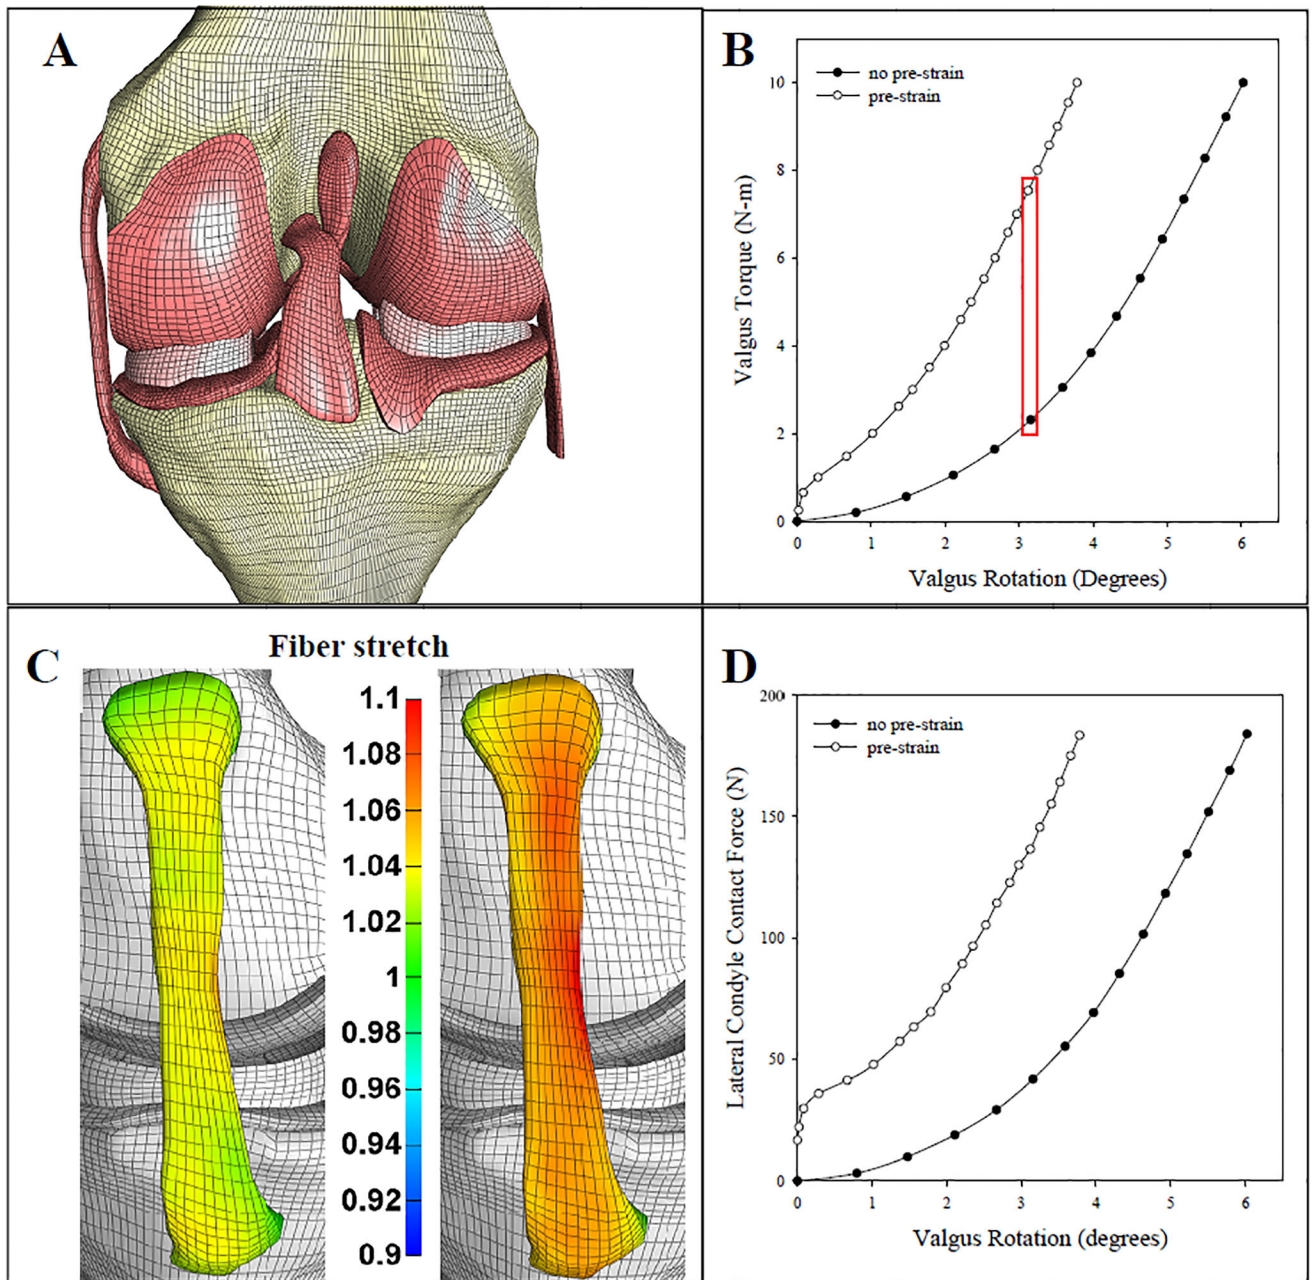 A
B
no pre-strain
pre-strain
10
8
6
4
2
0
0 1 2 3 4 5 6
Valgus Torque (N-m)
Valgus Rotation (Degrees)
C
Fiber stretch
1.1
1.08
1.06
1.04
1.02
1
0.98
0.96
0.94
0.92
0.9
D
no pre-strain
pre-strain
200
150
100
50
0
0 1 2 3 4 5 6
Lateral Condyle Contact Force (N)
Valgus Rotation (degrees)